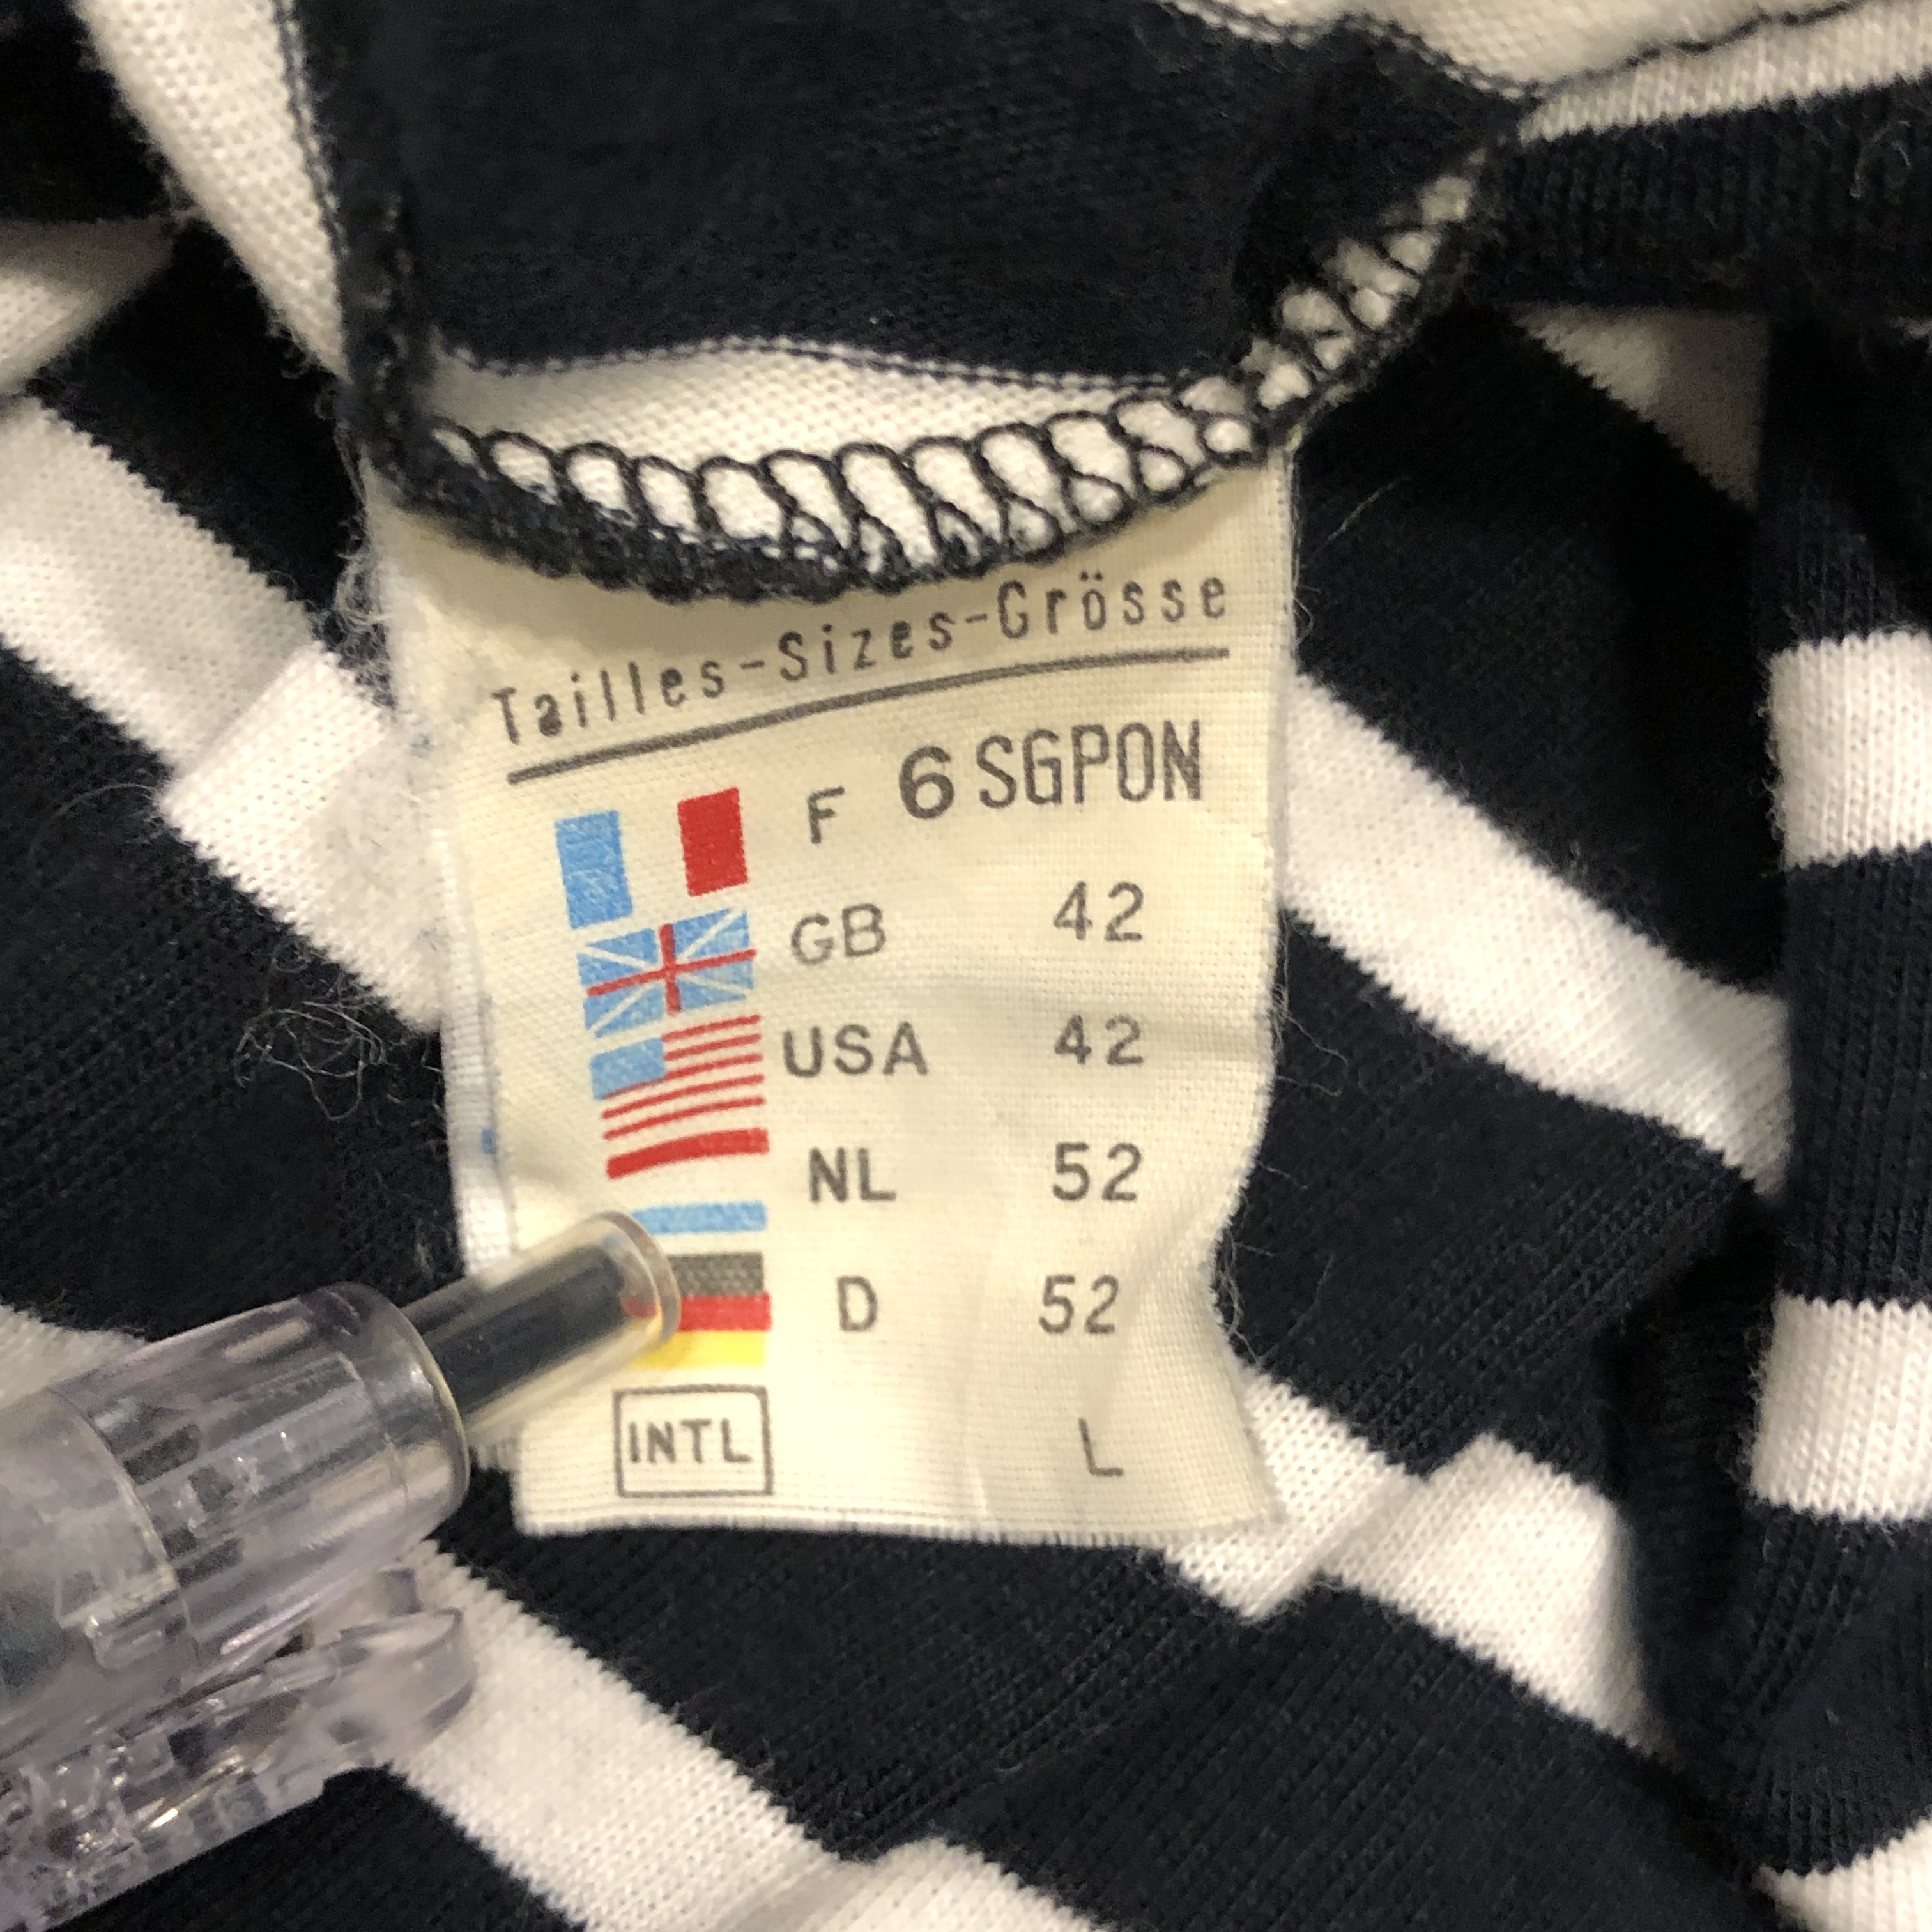 Tailles-Sizes-Grösse
F 6 SGPON
GB 42
USA 42
NL 52
D 52
INTL L